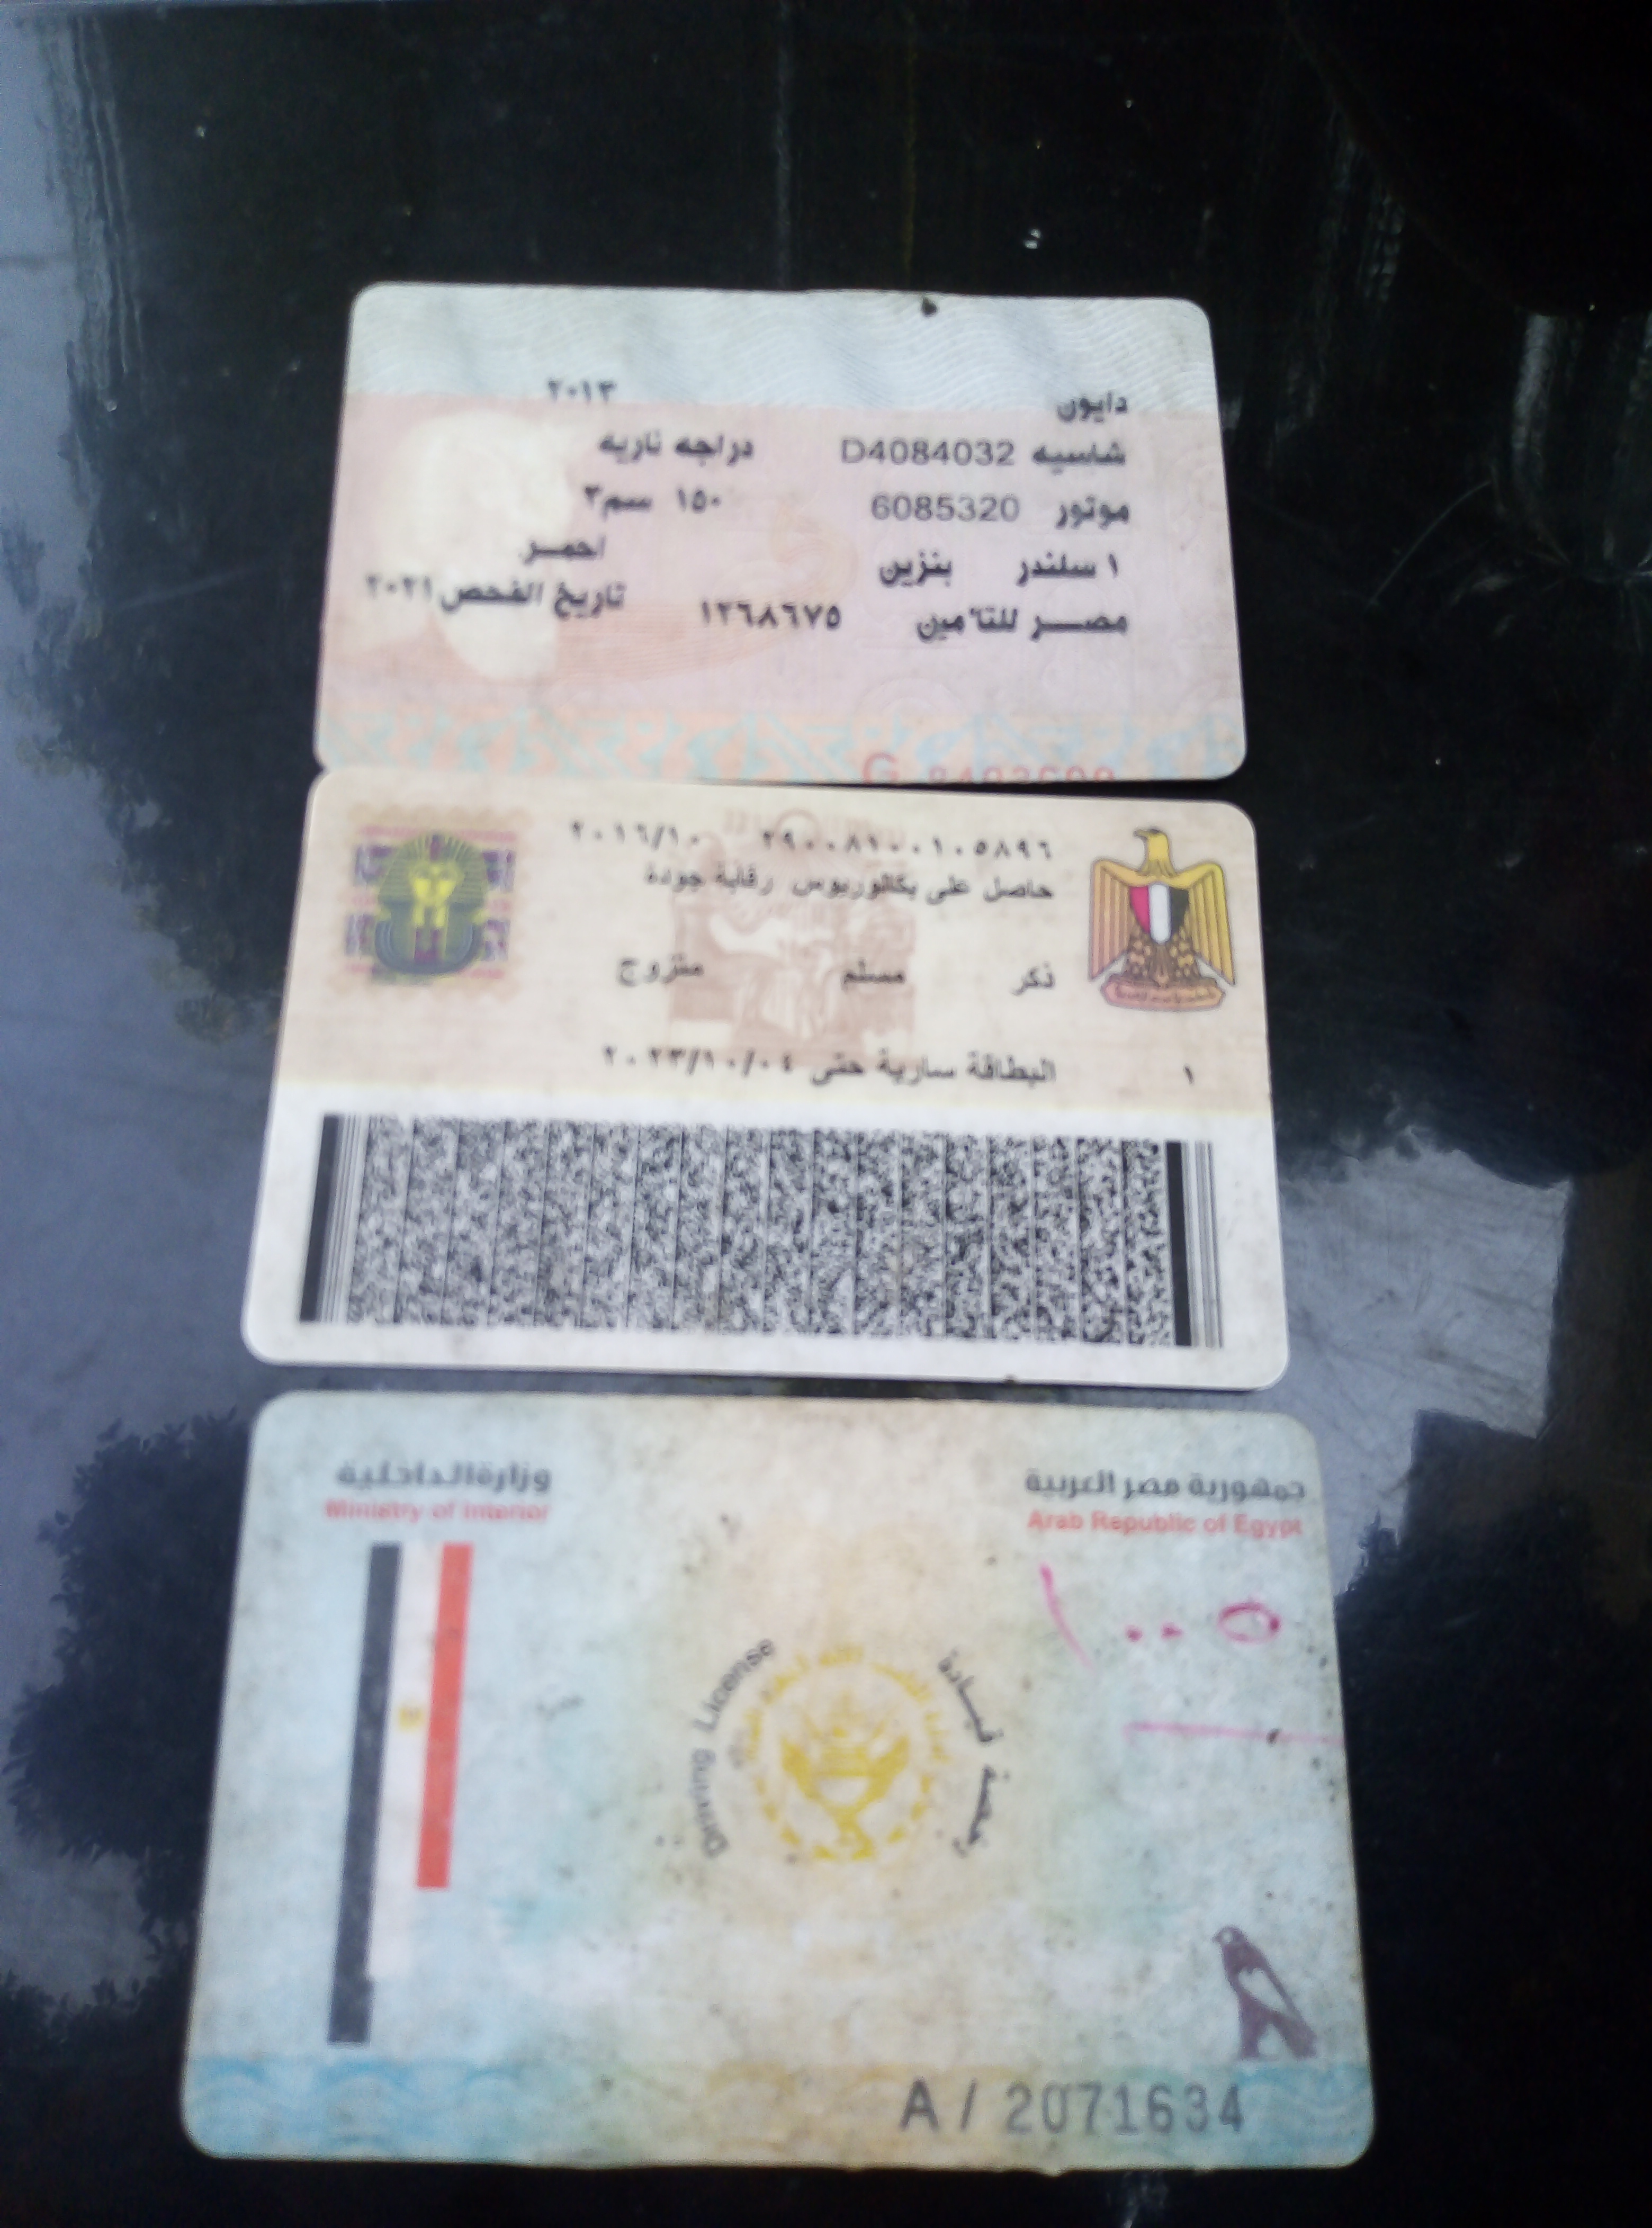 دايون ٢٠١٣
شاسيه D4084032 دراجه ناريه
موتور 6085320 ١٥٠ سم٣
١ سلندر بنزين احمر
مصر للتأمين ١٢٦٨٦٧٥ تاريخ الفحص ٢٠٢١
G
٢٩٠٠٨١٠٠١٠٥٨٩٦ ٢٠١٦/١٠
حاصل على بكالوريوس رقابة جودة
ذكر مسلم متزوج
١ البطاقة سارية حتى ٢٠٢٣/١٠/٠٤
جمهورية مصر العربية وزارة الداخلية
Arab Republic of Egypt Ministry of Interior
١٠٠٥
Driving License رخصة قيادة
A / 2071634